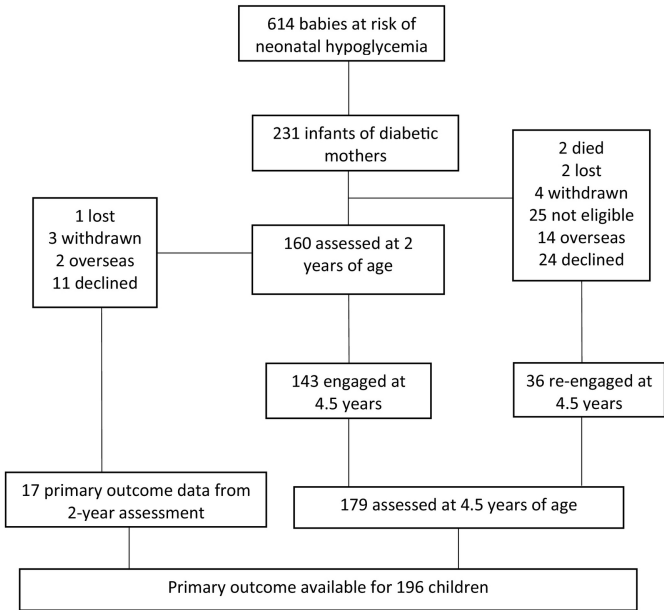 614 babies at risk of
neonatal hypoglycemia
231 infants of diabetic
mothers
2 died
2 lost
4 withdrawn
25 not eligible
14 overseas
24 declined
1 lost
3 withdrawn
2 overseas
11 declined
160 assessed at 2
years of age
143 engaged at
4.5 years
36 re-engaged at
4.5 years
17 primary outcome data from
2-year assessment
179 assessed at 4.5 years of age
Primary outcome available for 196 children